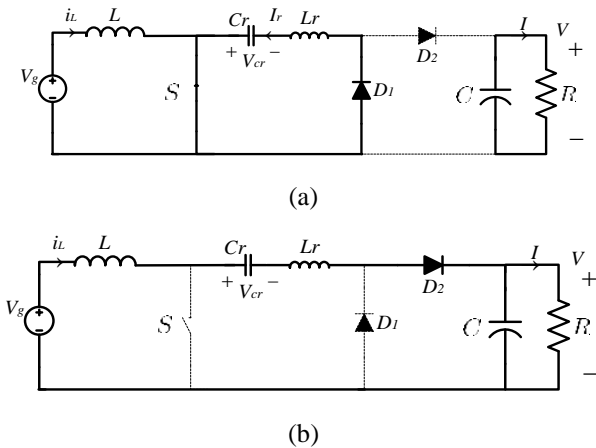 iL L Cr Ir Lr V
+ Vcr − D2 I +
Vg S D1 C R
−
(a)
iL L Cr Lr V
+ Vcr − D2 I +
Vg S D1 C R
−
(b)